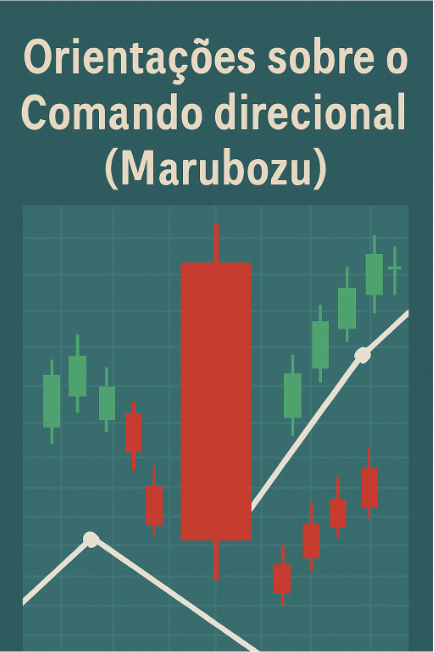 Orientações sobre o
Comando direcional
(Marubozu)